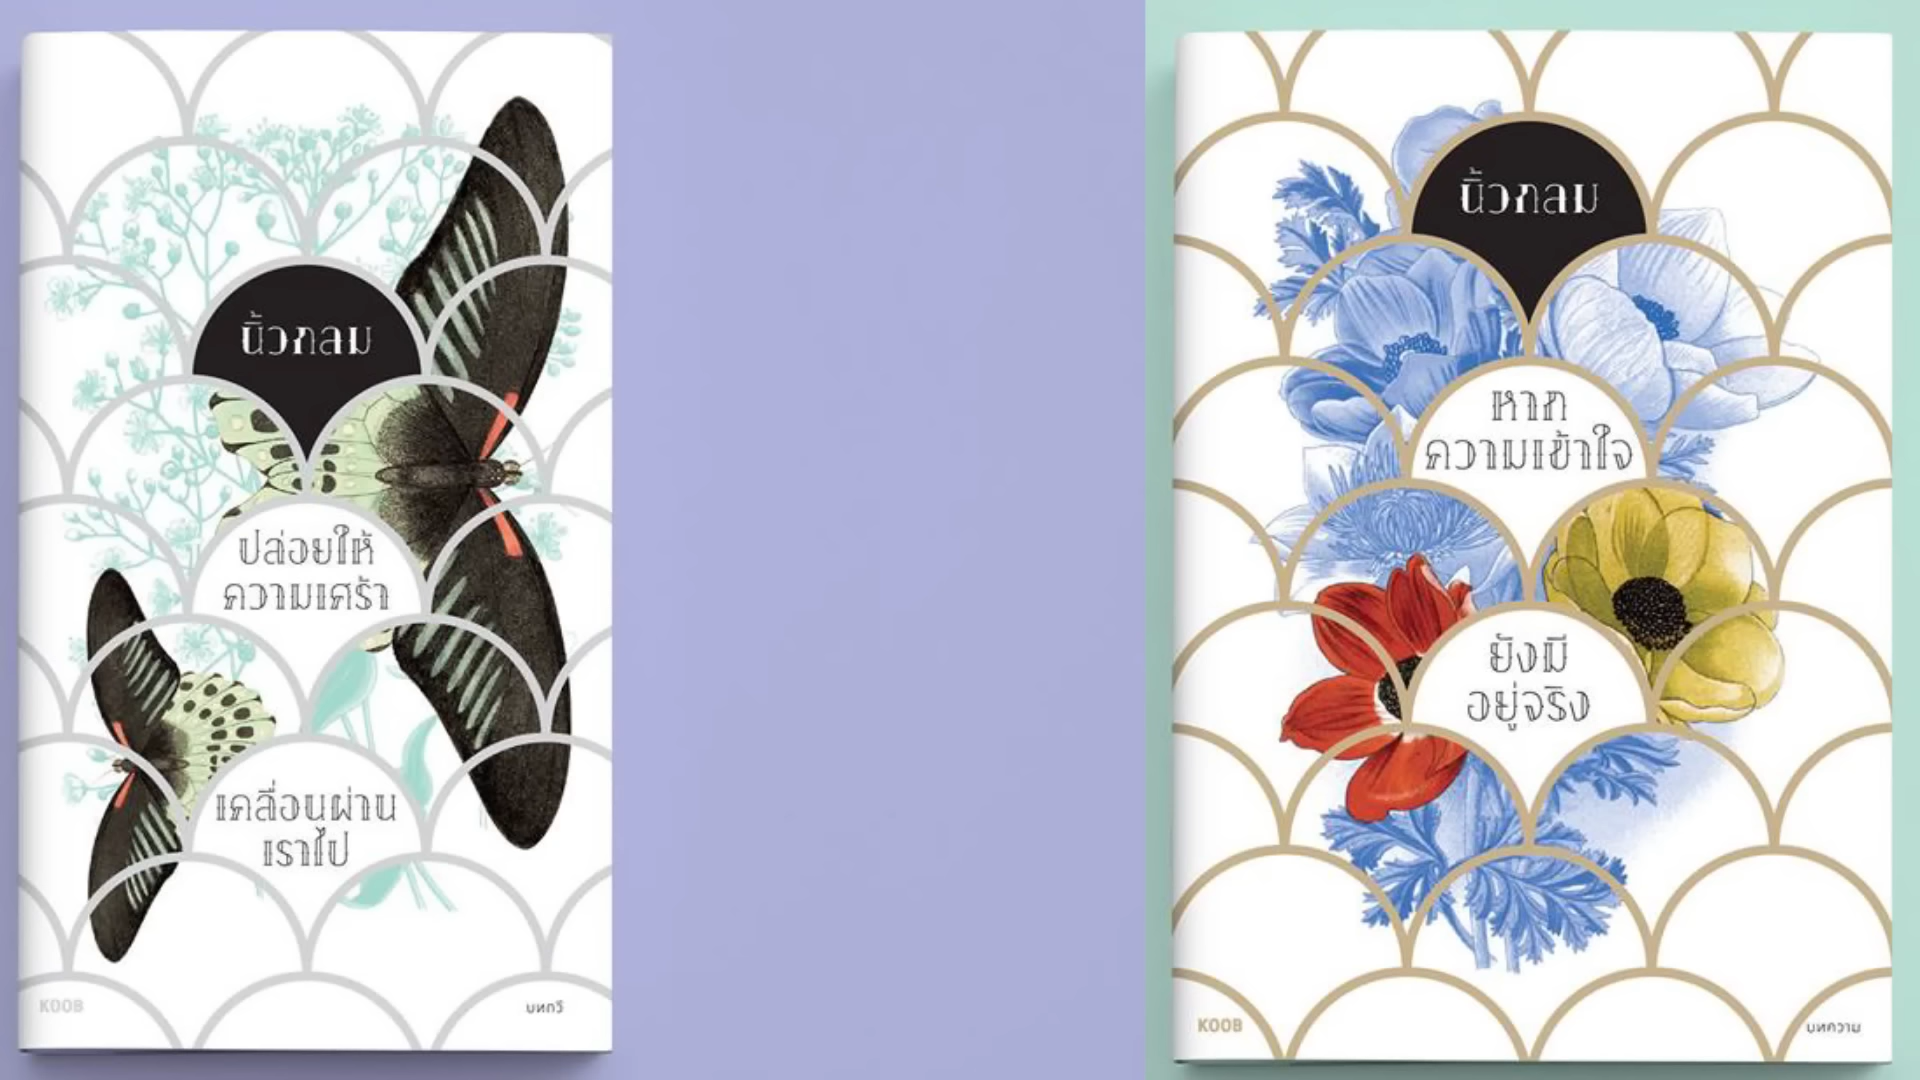 นิ้วกลม
ปล่อยให้
ความเศร้า
เคลื่อนผ่าน
เราไป
KOOB
บทกวี
นิ้วกลม
หาก
ความเข้าใจ
ยังมี
อยู่จริง
KOOB
บทความ